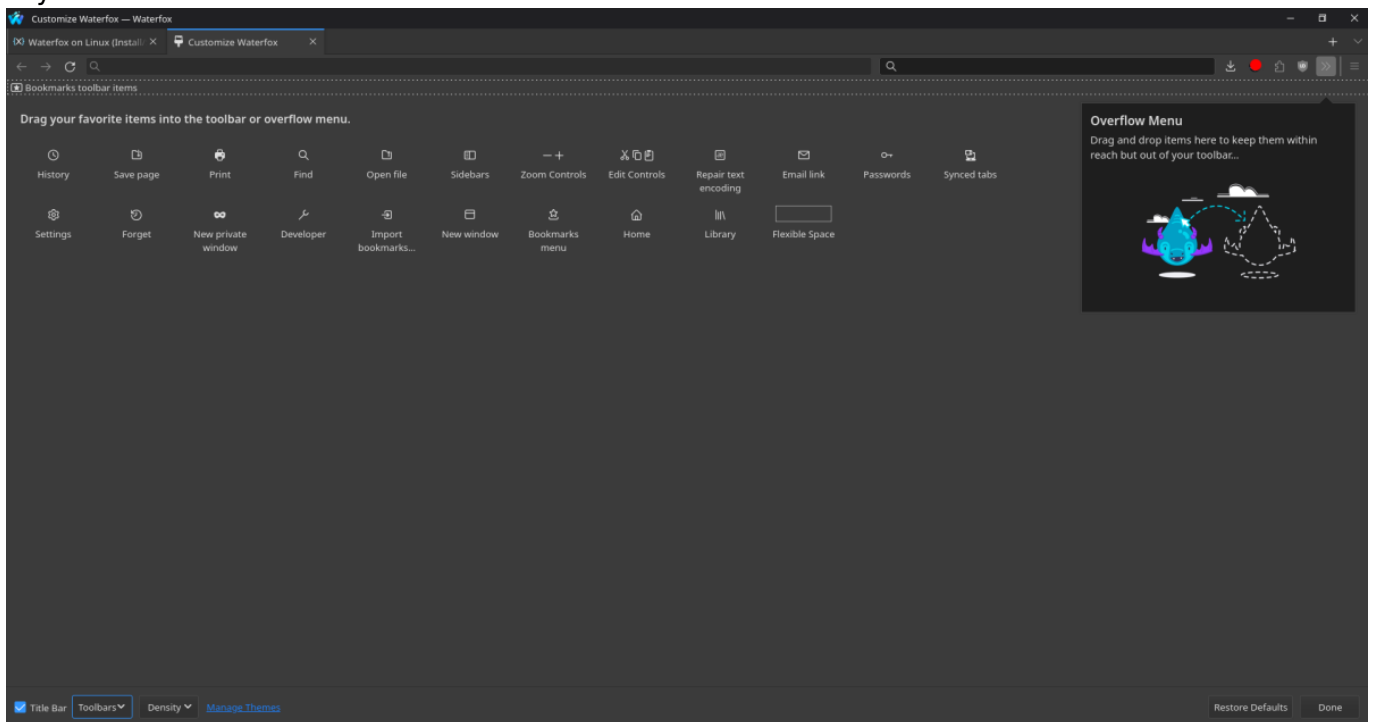 Customize Waterfox — Waterfox
Waterfox on Linux (Install
Customize Waterfox
Bookmarks toolbar items
Drag your favorite items into the toolbar or overflow menu.
History
Save page
Print
Find
Open file
Sidebars
Zoom Controls
Edit Controls
Repair text
encoding
Email link
Passwords
Synced tabs
Settings
Forget
New private
window
Developer
Import
bookmarks...
New window
Bookmarks
menu
Home
Library
Flexible Space
Overflow Menu
Drag and drop items here to keep them within
reach but out of your toolbar...
Title Bar
Toolbars
Density
Manage Themes
Restore Defaults
Done